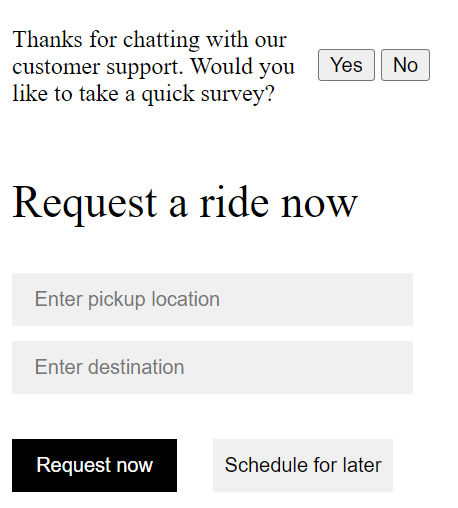 Thanks for chatting with our
customer support. Would you
like to take a quick survey?
Yes No
Request a ride now
Enter pickup location
Enter destination
Request now Schedule for later